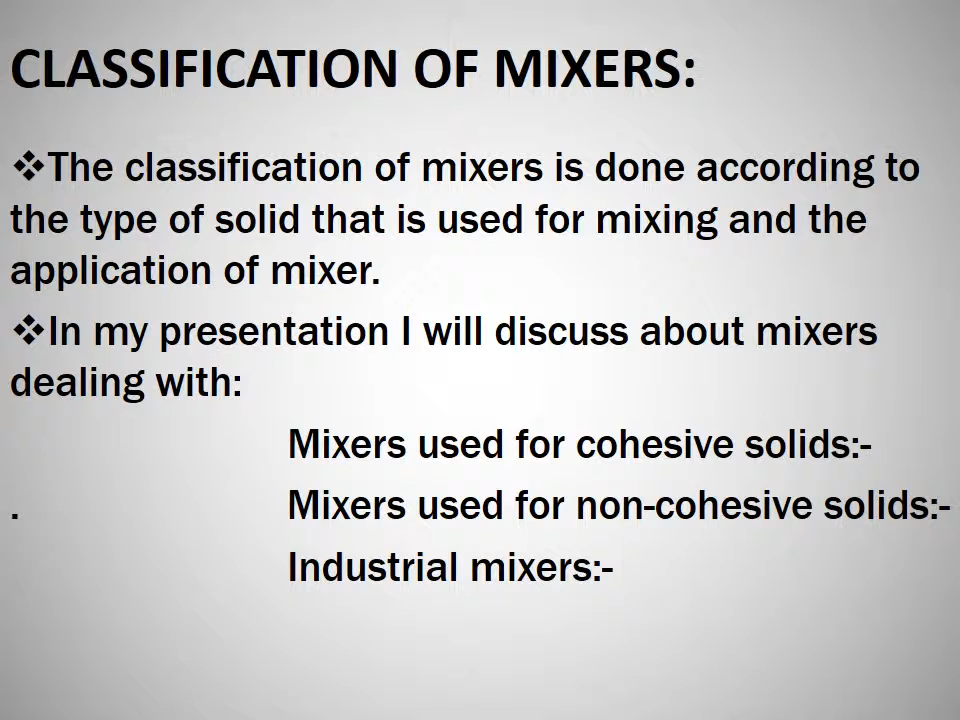 CLASSIFICATION OF MIXERS:
❖The classification of mixers is done according to
the type of solid that is used for mixing and the
application of mixer.
❖In my presentation I will discuss about mixers
dealing with:
Mixers used for cohesive solids:-
. Mixers used for non-cohesive solids:-
Industrial mixers:-